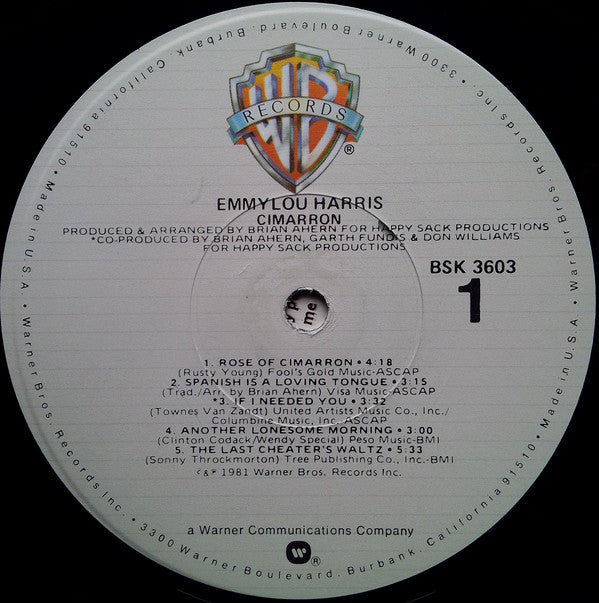 WB
RECORDS
®
EMMYLOU HARRIS
CIMARRON
PRODUCED & ARRANGED BY BRIAN AHERN FOR HAPPY SACK PRODUCTIONS
*CO-PRODUCED BY BRIAN AHERN, GARTH FUNDIS & DON WILLIAMS
FOR HAPPY SACK PRODUCTIONS
BSK 3603
1
me
1. ROSE OF CIMARRON • 4:18
(Rusty Young) Fool's Gold Music-ASCAP
2. SPANISH IS A LOVING TONGUE • 3:15
(Trad./Arr. by Brian Ahern) Visa Music-ASCAP
*3. IF I NEEDED YOU • 3:32
(Townes Van Zandt) United Artists Music Co., Inc./
Columbine Music, Inc. ASCAP
4. ANOTHER LONESOME MORNING • 3:00
(Clinton Codack/Wendy Special) Peso Music-BMI
5. THE LAST CHEATER'S WALTZ • 5:33
(Sonny Throckmorton) Tree Publishing Co., Inc.-BMI
© & ℗ 1981 Warner Bros. Records Inc.
a Warner Communications Company
®
Warner Bros. Records Inc. • 3300 Warner Boulevard. Burbank. California 91510 • Made in U.S.A. •
Warner Bros. Records Inc. • 3300 Warner Boulevard. Burbank. California 91510 • Made in U.S.A. •